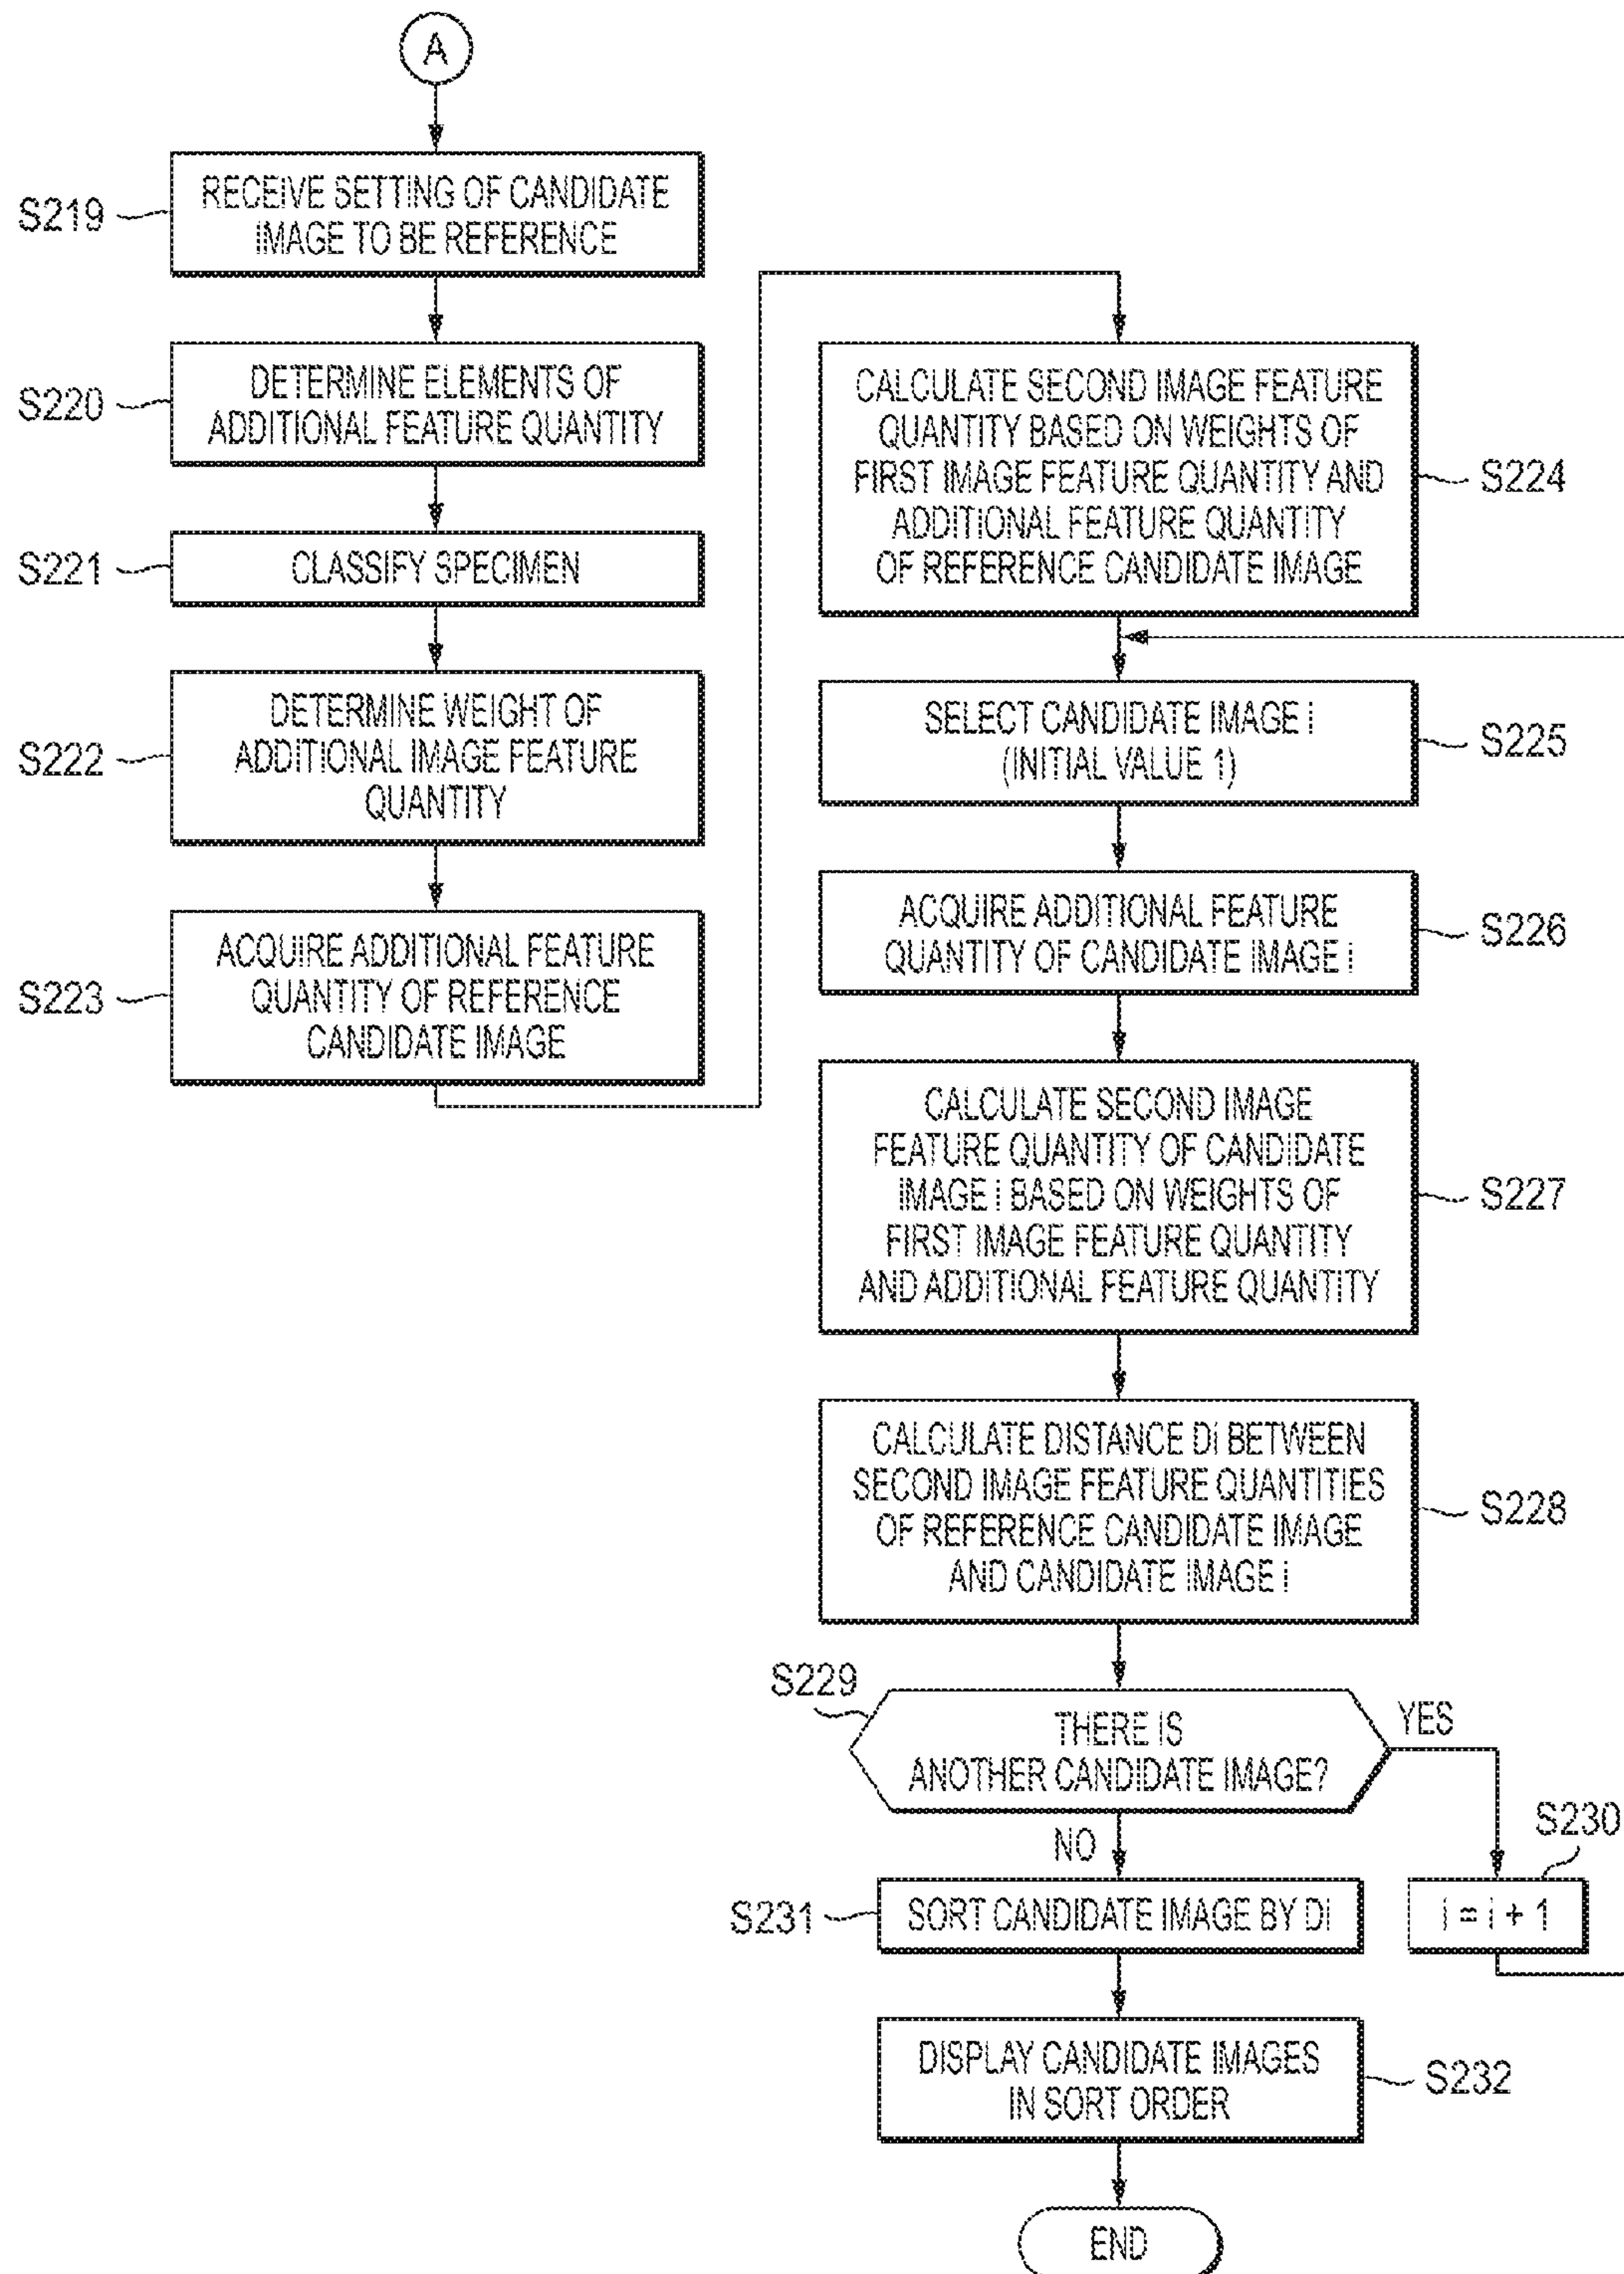 A
S219
RECEIVE SETTING OF CANDIDATE
IMAGE TO BE REFERENCE
S220
DETERMINE ELEMENTS OF
ADDITIONAL FEATURE QUANTITY
S221
CLASSIFY SPECIMEN
S222
DETERMINE WEIGHT OF
ADDITIONAL IMAGE FEATURE
QUANTITY
S223
ACQUIRE ADDITIONAL FEATURE
QUANTITY OF REFERENCE
CANDIDATE IMAGE
CALCULATE SECOND IMAGE FEATURE
QUANTITY BASED ON WEIGHTS OF
FIRST IMAGE FEATURE QUANTITY AND
ADDITIONAL FEATURE QUANTITY
OF REFERENCE CANDIDATE IMAGE
S224
SELECT CANDIDATE IMAGE i
(INITIAL VALUE 1)
S225
ACQUIRE ADDITIONAL FEATURE
QUANTITY OF CANDIDATE IMAGE i
S226
CALCULATE SECOND IMAGE
FEATURE QUANTITY OF CANDIDATE
IMAGE i BASED ON WEIGHTS OF
FIRST IMAGE FEATURE QUANTITY
AND ADDITIONAL FEATURE QUANTITY
S227
CALCULATE DISTANCE Di BETWEEN
SECOND IMAGE FEATURE QUANTITIES
OF REFERENCE CANDIDATE IMAGE
AND CANDIDATE IMAGE i
S228
S229
THERE IS
ANOTHER CANDIDATE IMAGE?
YES
NO
S230
i = i + 1
S231
SORT CANDIDATE IMAGE BY Di
DISPLAY CANDIDATE IMAGES
IN SORT ORDER
S232
END